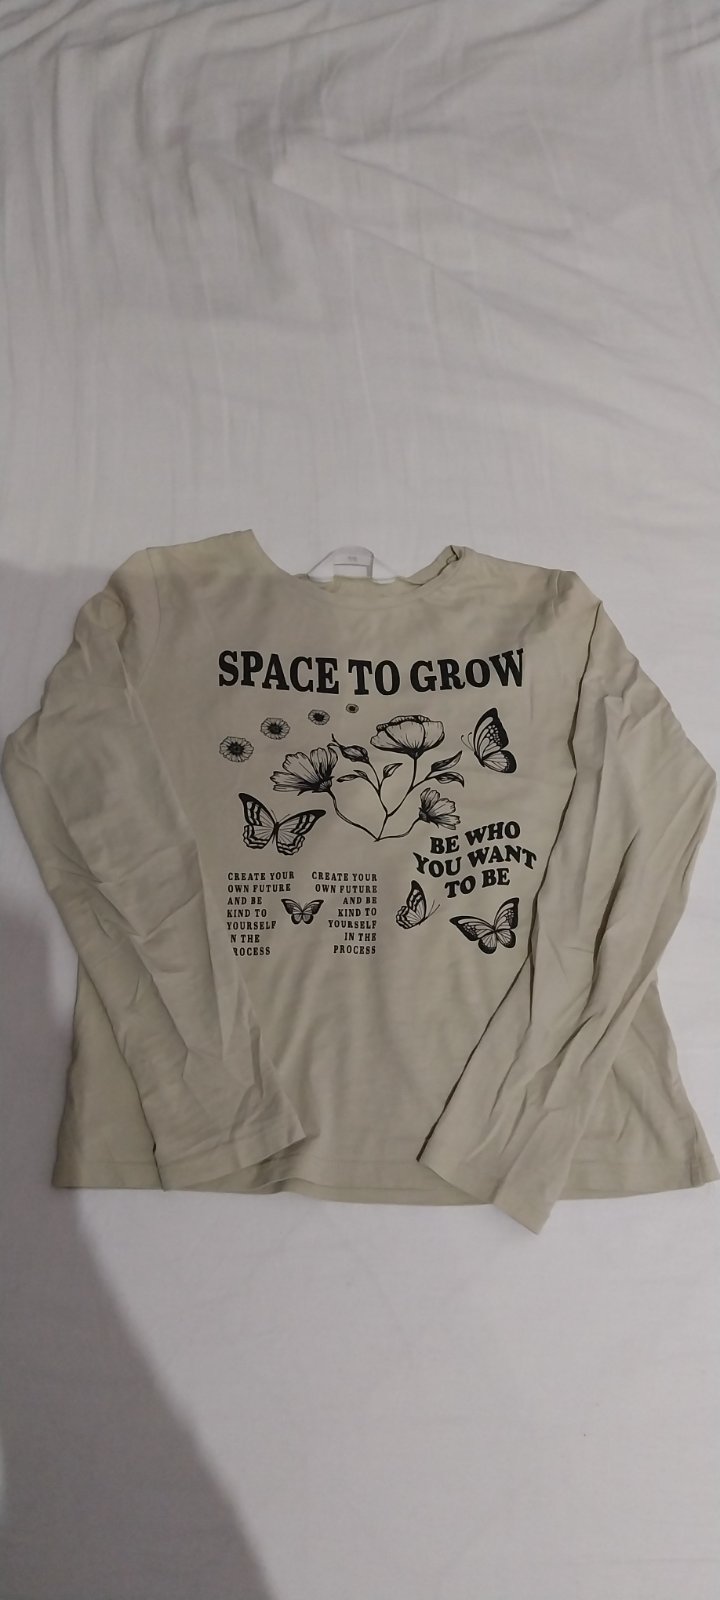 SPACE TO GROW
BE WHO
YOU WANT
TO BE
CREATE YOUR
OWN FUTURE
AND BE
KIND TO
YOURSELF
N THE
ROCESS
CREATE YOUR
OWN FUTURE
AND BE
KIND TO
YOURSELF
IN THE
PROCESS